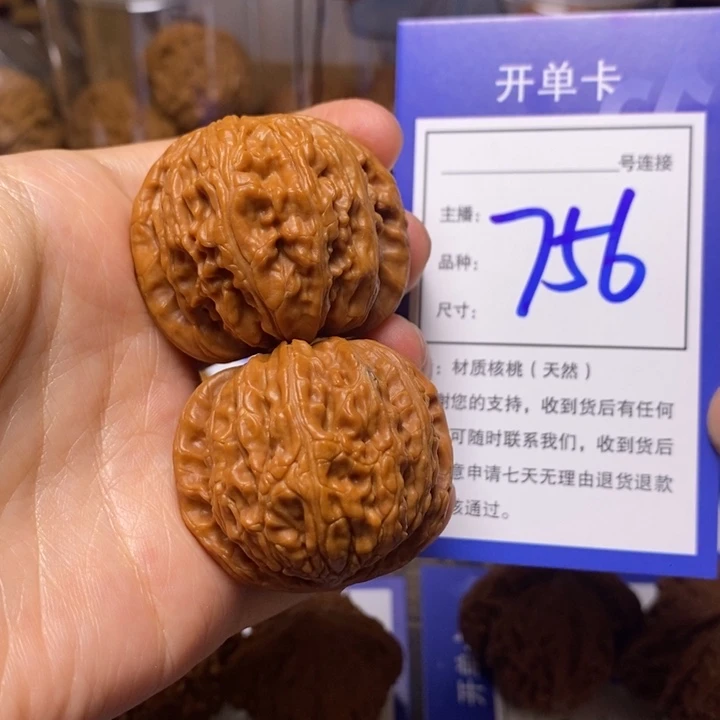 开单卡
号连接
主播：
756
品种：
尺寸：
：材质核桃（天然）
谢您的支持，收到货后有任何
可随时联系我们，收到货后
意申请七天无理由退货退款
核通过。